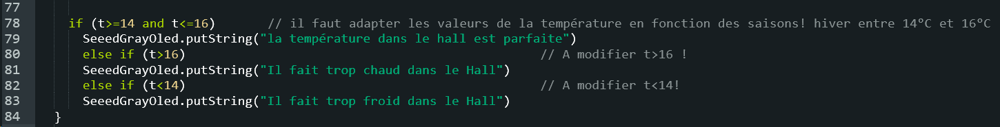 77
78 if (t>=14 and t<=16) // il faut adapter les valeurs de la température en fonction des saisons! hiver entre 14°C et 16°C
79 SeeedGrayOled.putString("la température dans le hall est parfaite")
80 else if (t>16) // A modifier t>16 !
81 SeeedGrayOled.putString("Il fait trop chaud dans le Hall")
82 else if (t<14) // A modifier t<14!
83 SeeedGrayOled.putString("Il fait trop froid dans le Hall")
84 }